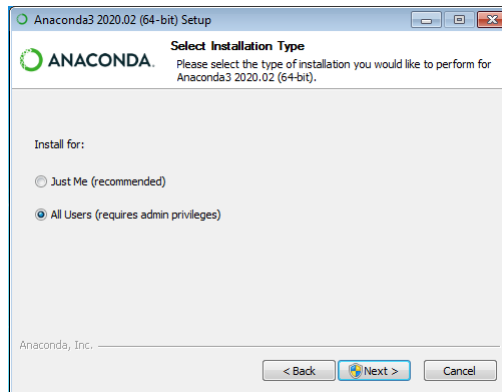 Anaconda3 2020.02 (64-bit) Setup
ANACONDA.
Select Installation Type
Please select the type of installation you would like to perform for
Anaconda3 2020.02 (64-bit).
Install for:
Just Me (recommended)
All Users (requires admin privileges)
Anaconda, Inc.
< Back
Next >
Cancel